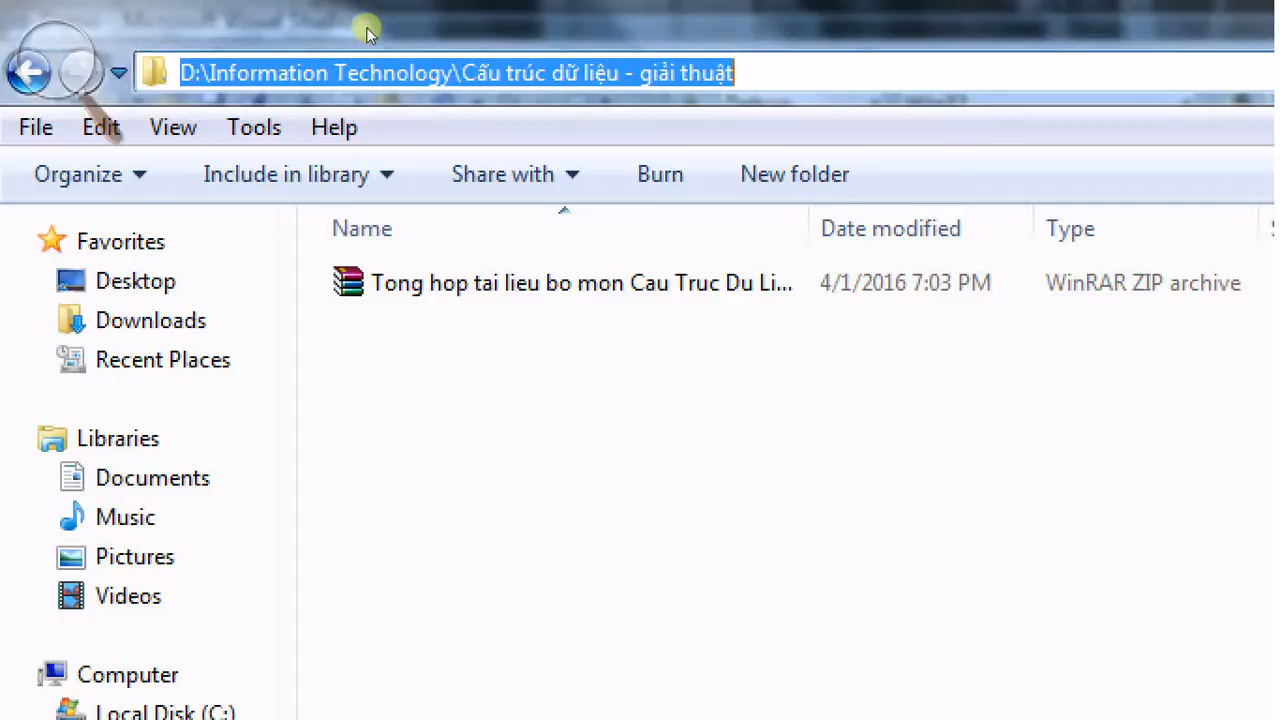 D:\Information Technology\Cấu trúc dữ liệu - giải thuật
File Edit View Tools Help
Organize Include in library Share with Burn New folder
Name Date modified Type
Tong hop tai lieu bo mon Cau Truc Du Li... 4/1/2016 7:03 PM WinRAR ZIP archive
Favorites
Desktop
Downloads
Recent Places
Libraries
Documents
Music
Pictures
Videos
Computer
Local Disk (C:)